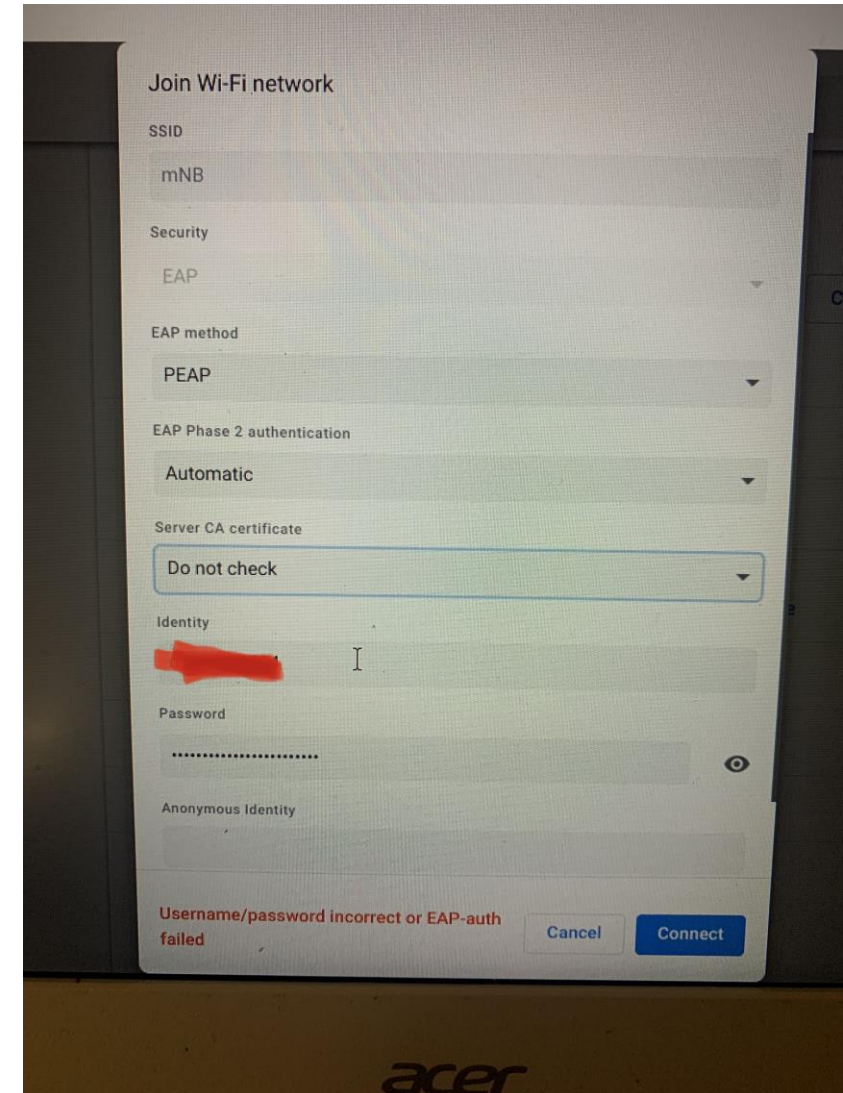 Join Wi-Fi network
SSID
mNB
Security
EAP
EAP method
PEAP
EAP Phase 2 authentication
Automatic
Server CA certificate
Do not check
Identity
Password
••••••••••••••••••••••••
Anonymous Identity
Username/password incorrect or EAP-auth
failed
Cancel
Connect
acer